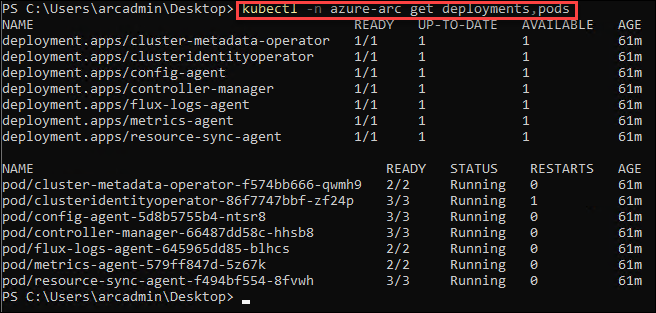 PS C:\Users\arcadmin\Desktop> kubectl -n azure-arc get deployments,pods
NAME READY UP-TO-DATE AVAILABLE AGE
deployment.apps/cluster-metadata-operator 1/1 1 1 61m
deployment.apps/clusteridentityoperator 1/1 1 1 61m
deployment.apps/config-agent 1/1 1 1 61m
deployment.apps/controller-manager 1/1 1 1 61m
deployment.apps/flux-logs-agent 1/1 1 1 61m
deployment.apps/metrics-agent 1/1 1 1 61m
deployment.apps/resource-sync-agent 1/1 1 1 61m
NAME READY STATUS RESTARTS AGE
pod/cluster-metadata-operator-f574bb666-qwmh9 2/2 Running 0 61m
pod/clusteridentityoperator-86f7747bbf-zf24p 3/3 Running 1 61m
pod/config-agent-5d8b5755b4-ntsr8 3/3 Running 0 61m
pod/controller-manager-66487dd58c-hhsb8 3/3 Running 0 61m
pod/flux-logs-agent-645965dd85-blhcs 2/2 Running 0 61m
pod/metrics-agent-579ff847d-5z67k 2/2 Running 0 61m
pod/resource-sync-agent-f494bf554-8fvwh 3/3 Running 0 61m
PS C:\Users\arcadmin\Desktop>